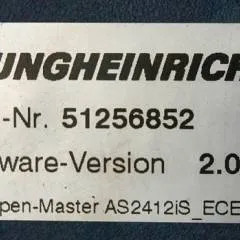 UNGHEINRICH
-Nr. 51256852
ware-Version 2.0
pen-Master AS2412iS_ECE